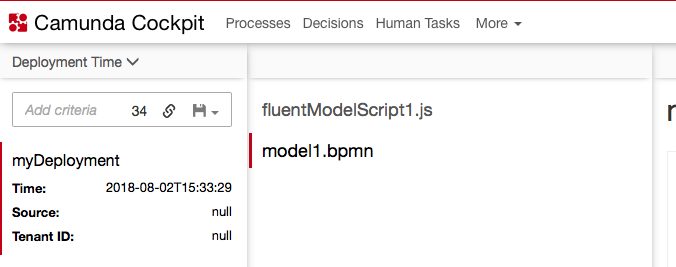 Camunda Cockpit Processes Decisions Human Tasks More
Deployment Time
Add criteria 34
fluentModelScript1.js
myDeployment
model1.bpmn
Time: 2018-08-02T15:33:29
Source: null
Tenant ID: null